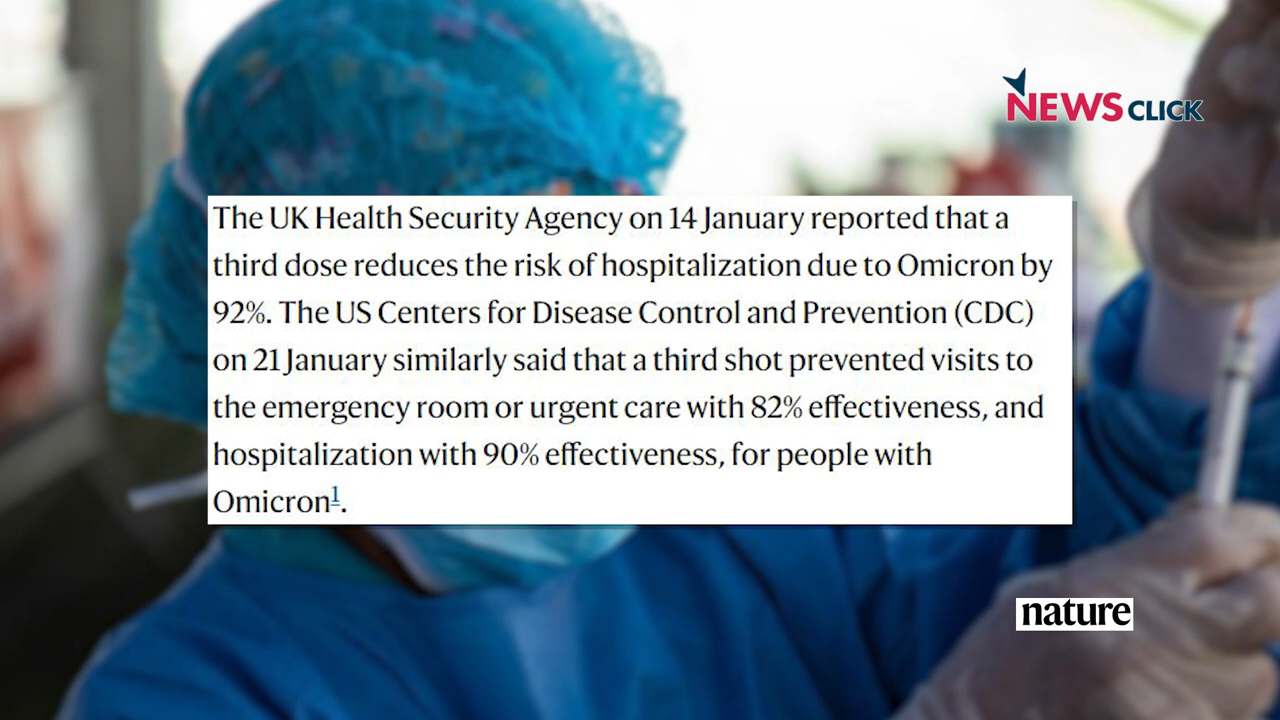 NEWS CLICK
The UK Health Security Agency on 14 January reported that a
third dose reduces the risk of hospitalization due to Omicron by
92%. The US Centers for Disease Control and Prevention (CDC)
on 21 January similarly said that a third shot prevented visits to
the emergency room or urgent care with 82% effectiveness, and
hospitalization with 90% effectiveness, for people with
Omicron¹.
nature